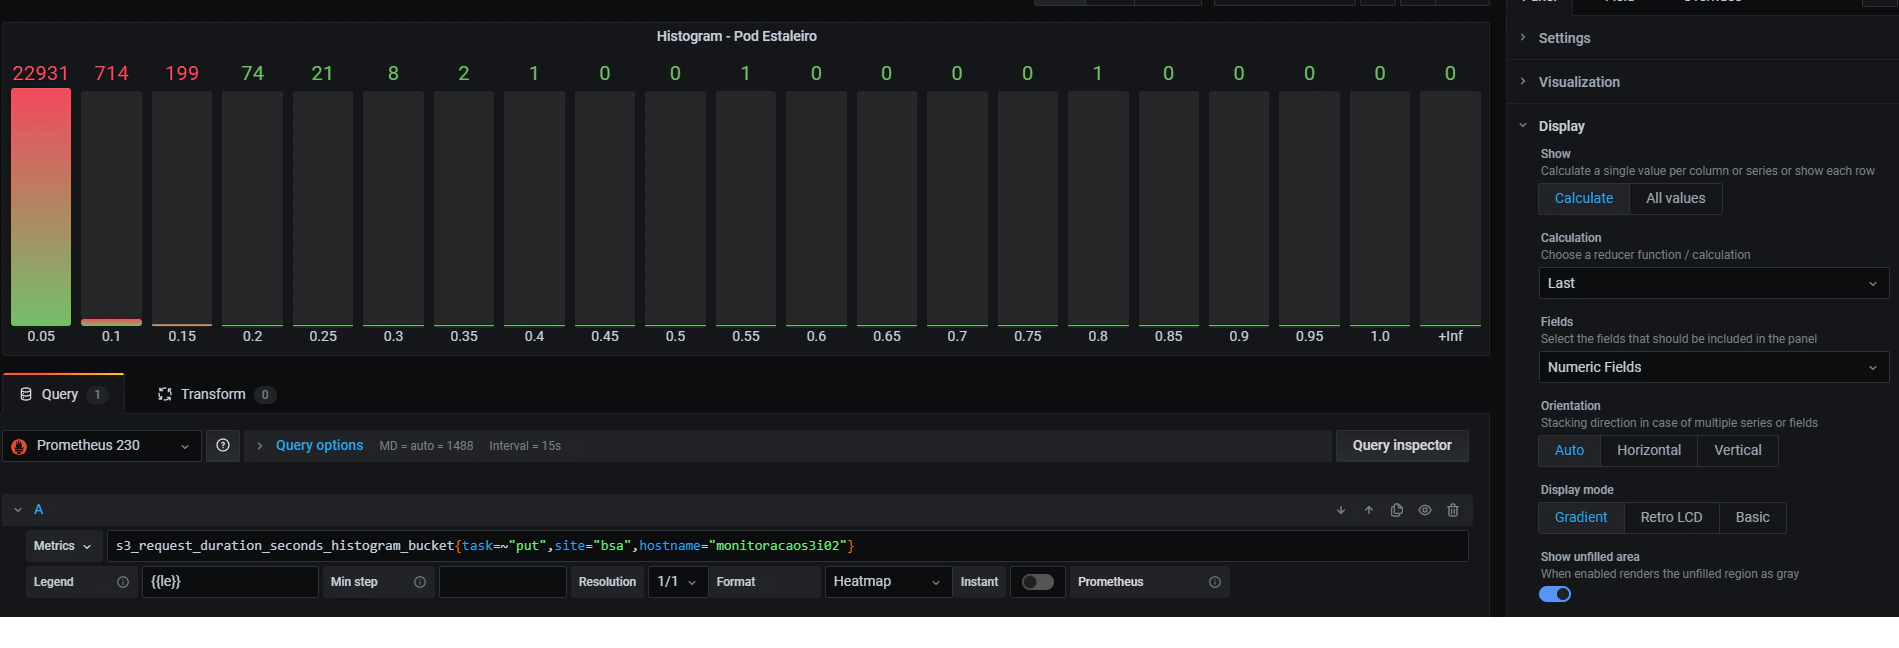 Histogram - Pod Estaleiro
22931 714 199 74 21 8 2 1 0 0 1 0 0 0 0 1 0 0 0 0 0
0.05 0.1 0.15 0.2 0.25 0.3 0.35 0.4 0.45 0.5 0.55 0.6 0.65 0.7 0.75 0.8 0.85 0.9 0.95 1.0 +Inf
Query 1 Transform 0
Prometheus 230 Query options MD = auto = 1488 Interval = 15s Query inspector
A
Metrics s3_request_duration_seconds_histogram_bucket{task=~"put",site="bsa",hostname="monitoracaos3i02"}
Legend {{le}} Min step Resolution 1/1 Format Heatmap Instant Prometheus
Settings
Visualization
Display
Show
Calculate a single value per column or series or show each row
Calculate All values
Calculation
Choose a reducer function / calculation
Last
Fields
Select the fields that should be included in the panel
Numeric Fields
Orientation
Stacking direction in case of multiple series or fields
Auto Horizontal Vertical
Display mode
Gradient Retro LCD Basic
Show unfilled area
When enabled renders the unfilled region as gray